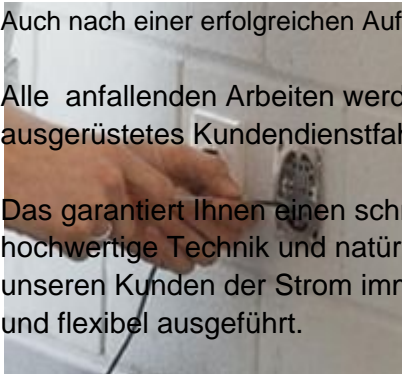 Auch nach einer erfolgreichen Auf
Alle anfallenden Arbeiten werd
ausgerüstetes Kundendienstfah
Das garantiert Ihnen einen sch
hochwertige Technik und natür
unseren Kunden der Strom im
und flexibel ausgeführt.